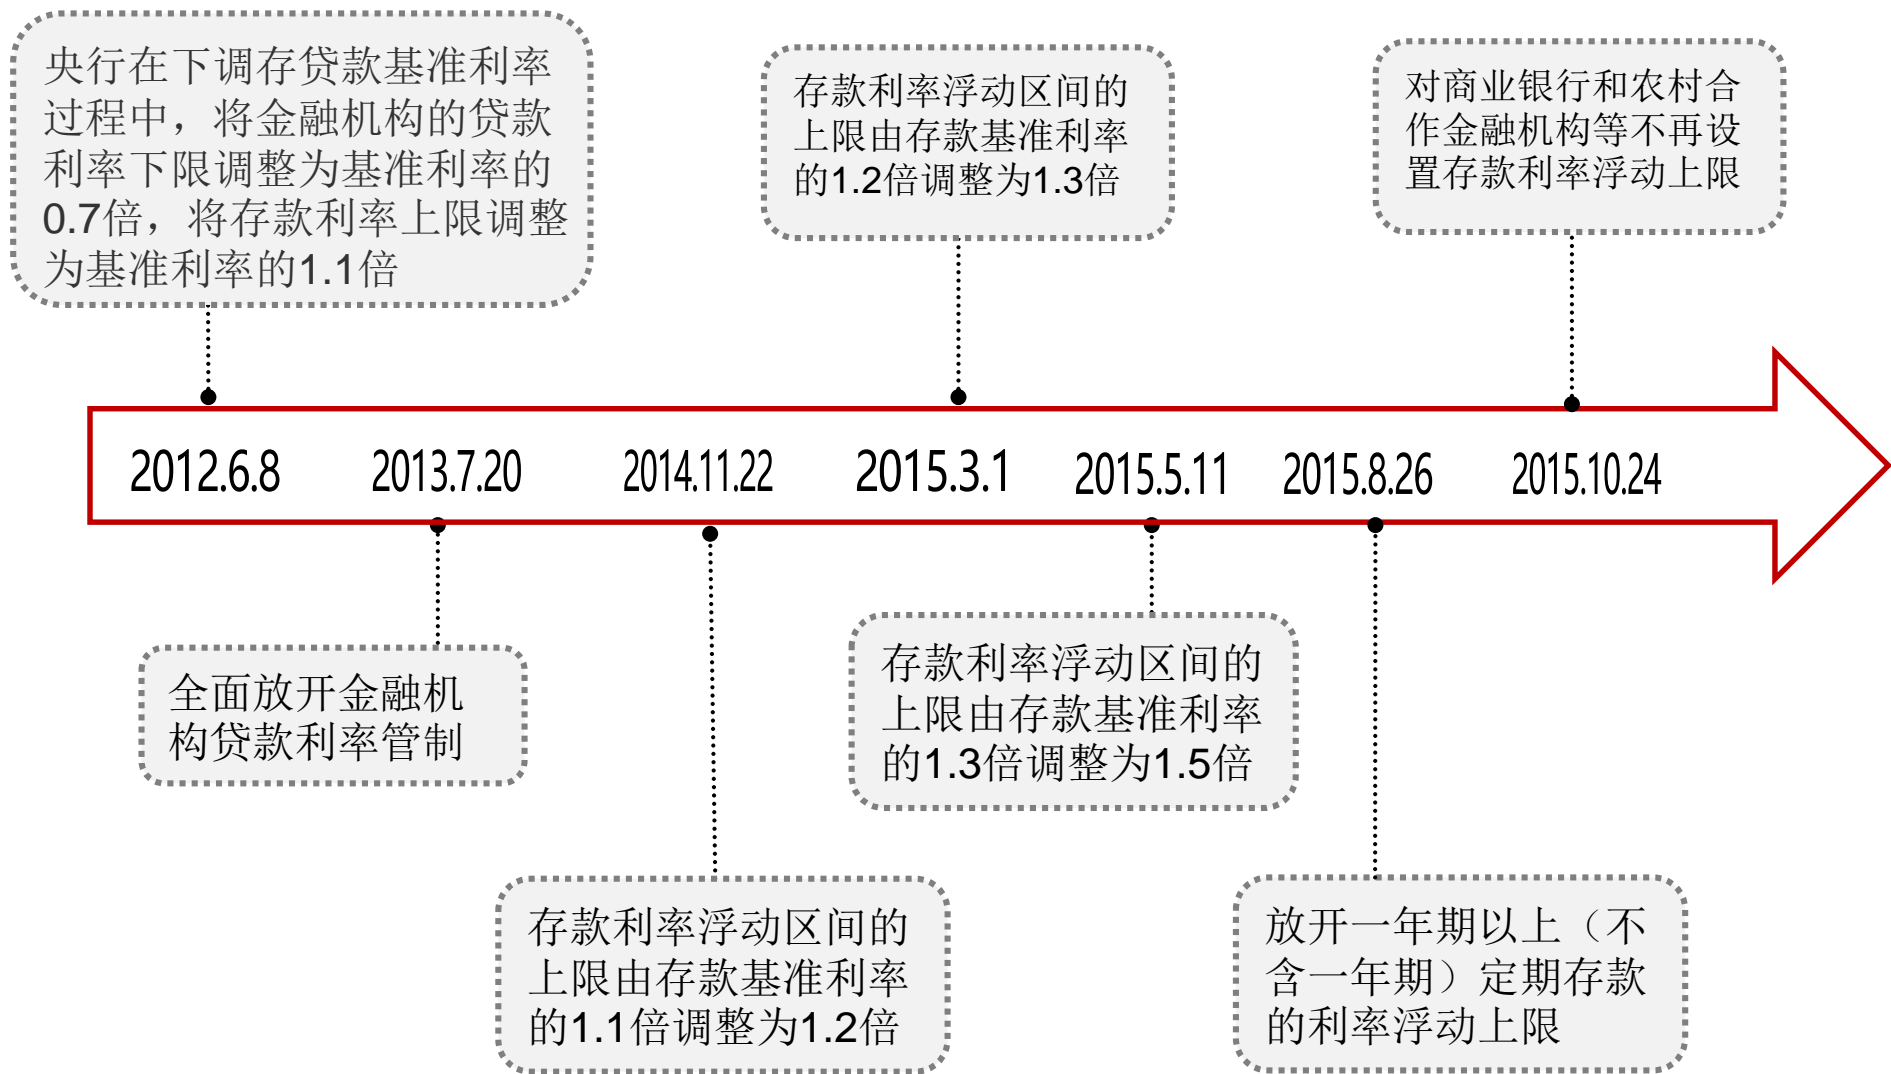 央行在下调存贷款基准利率
过程中，将金融机构的贷款
利率下限调整为基准利率的
0.7倍，将存款利率上限调整
为基准利率的1.1倍
存款利率浮动区间的
上限由存款基准利率
的1.2倍调整为1.3倍
对商业银行和农村合
作金融机构等不再设
置存款利率浮动上限
2012.6.8
2013.7.20
2014.11.22
2015.3.1
2015.5.11
2015.8.26
2015.10.24
全面放开金融机
构贷款利率管制
存款利率浮动区间的
上限由存款基准利率
的1.3倍调整为1.5倍
存款利率浮动区间的
上限由存款基准利率
的1.1倍调整为1.2倍
放开一年期以上（不
含一年期）定期存款
的利率浮动上限